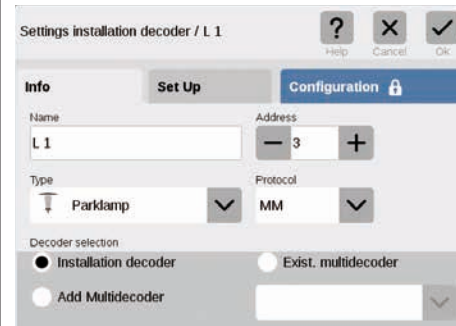 Settings installation decoder / L 1
? Help
Cancel
Ok
Info
Set Up
Configuration
Name
Address
L 1
3
Type
Protocol
Parklamp
MM
Decoder selection
Installation decoder
Exist. multidecoder
Add Multidecoder